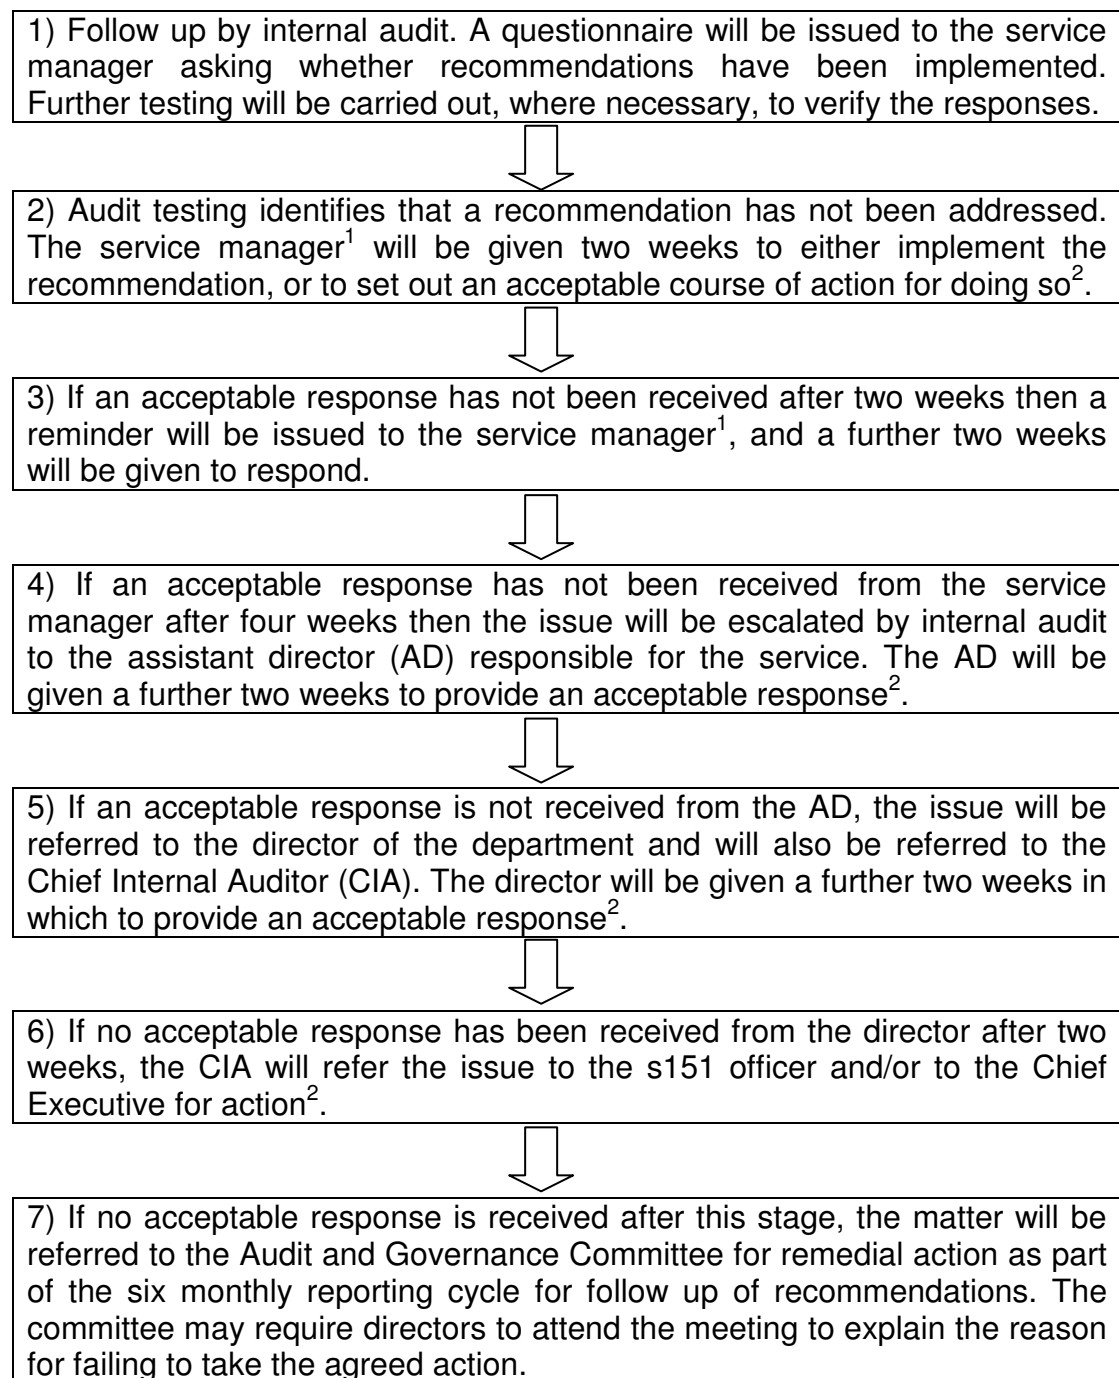 1) Follow up by internal audit. A questionnaire will be issued to the service
manager asking whether recommendations have been implemented.
Further testing will be carried out, where necessary, to verify the responses.
2) Audit testing identifies that a recommendation has not been addressed.
The service manager¹ will be given two weeks to either implement the
recommendation, or to set out an acceptable course of action for doing so².
3) If an acceptable response has not been received after two weeks then a
reminder will be issued to the service manager¹, and a further two weeks
will be given to respond.
4) If an acceptable response has not been received from the service
manager after four weeks then the issue will be escalated by internal audit
to the assistant director (AD) responsible for the service. The AD will be
given a further two weeks to provide an acceptable response².
5) If an acceptable response is not received from the AD, the issue will be
referred to the director of the department and will also be referred to the
Chief Internal Auditor (CIA). The director will be given a further two weeks in
which to provide an acceptable response².
6) If no acceptable response has been received from the director after two
weeks, the CIA will refer the issue to the s151 officer and/or to the Chief
Executive for action².
7) If no acceptable response is received after this stage, the matter will be
referred to the Audit and Governance Committee for remedial action as part
of the six monthly reporting cycle for follow up of recommendations. The
committee may require directors to attend the meeting to explain the reason
for failing to take the agreed action.